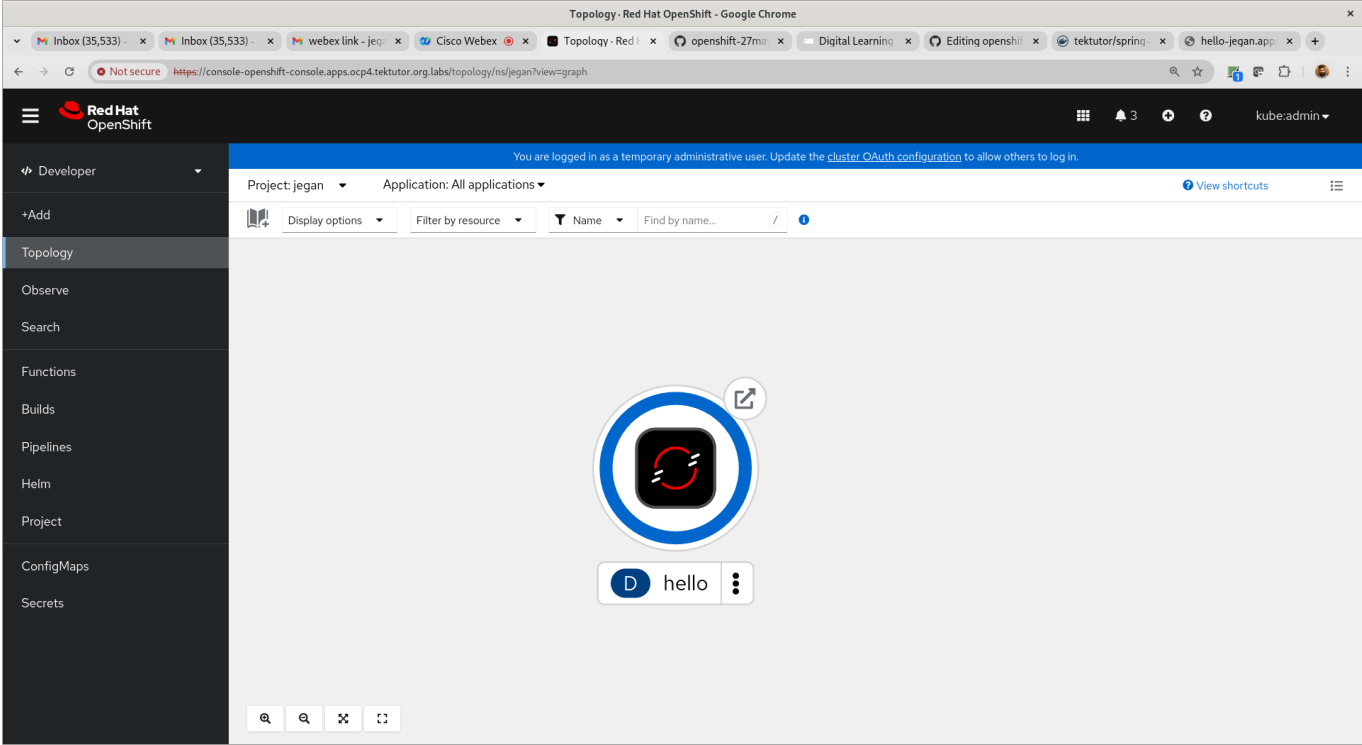 Topology · Red Hat OpenShift - Google Chrome
Inbox (35,533) - Inbox (35,533) - webex link - jega Cisco Webex Topology · Red H openshift-27ma Digital Learning Editing openshif tektutor/spring- hello-jegan.app
Not secure https://console-openshift-console.apps.ocp4.tektutor.org.labs/topology/ns/jegan?view=graph 1
Red Hat
OpenShift
3 kube:admin
You are logged in as a temporary administrative user. Update the cluster OAuth configuration to allow others to log in.
Developer
Project: jegan Application: All applications View shortcuts
+Add
Display options Filter by resource Name Find by name... /
Topology
Observe
Search
Functions
Builds
Pipelines
Helm
Project
ConfigMaps
Secrets
D hello